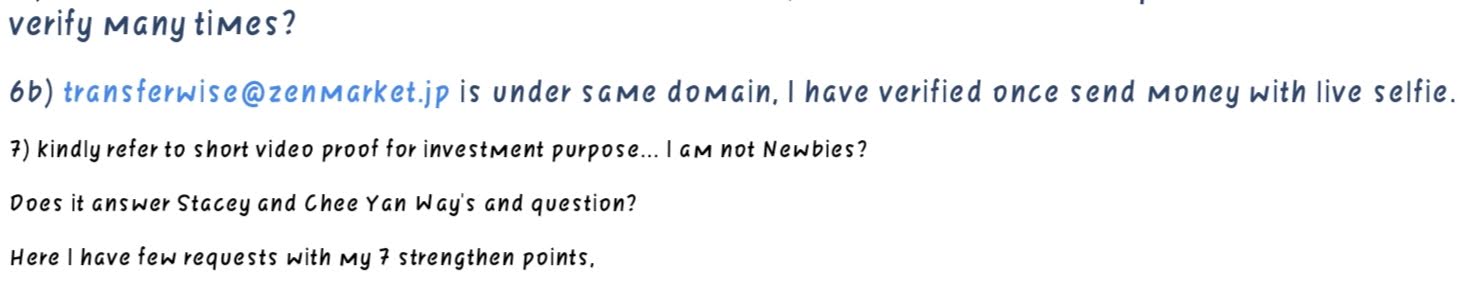 verify many times?
6b) transferwise@zenmarket.jp is under same domain, I have verified once send money with live selfie.
7) kindly refer to short video proof for investment purpose... I am not Newbies?
Does it answer Stacey and Chee Yan Way's and question?
Here I have few requests with my 7 strengthen points,